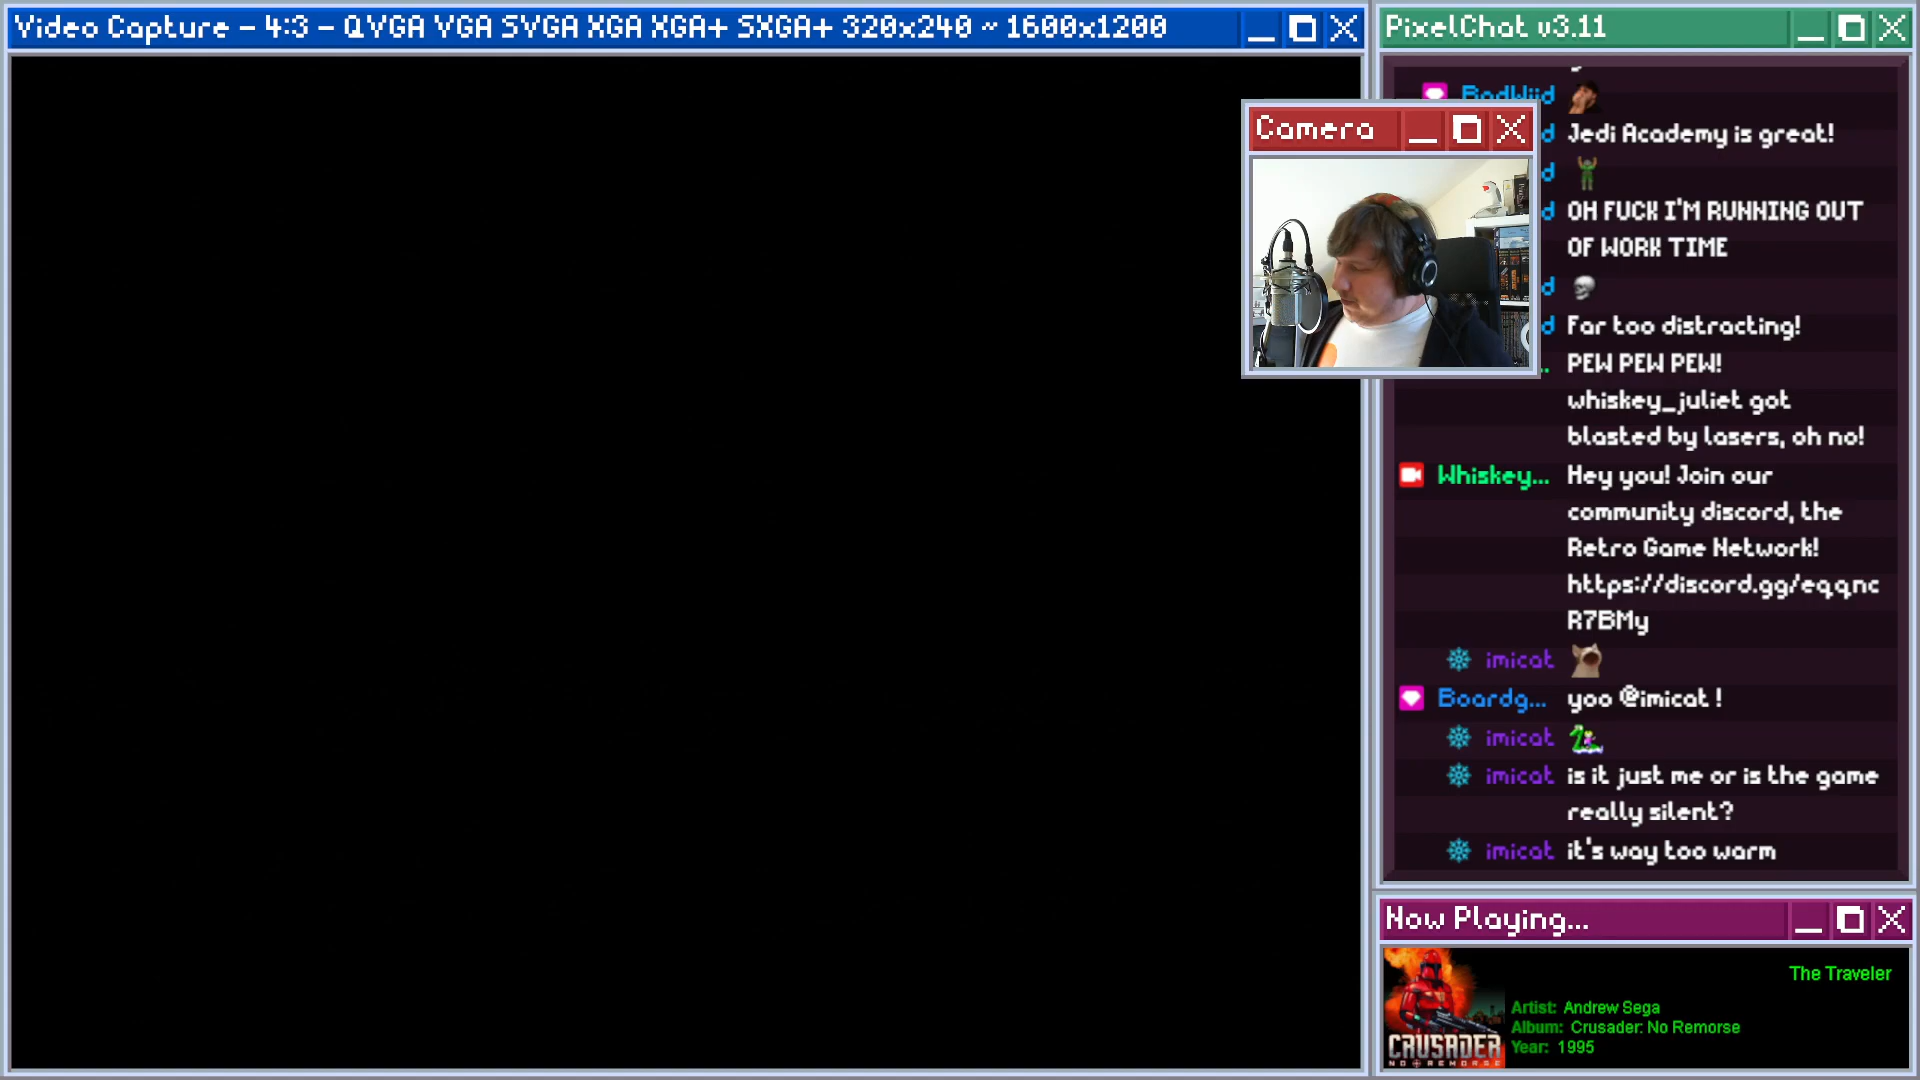 Video Capture - 4:3 - QVGA VGA SVGA XGA XGA+ SXGA+ 320x240 ~ 1600x1200
PixelChat v3.11
BadWiid
Camera
d Jedi Academy is great!
d
d OH FUCK I'M RUNNING OUT
OF WORK TIME
d
d Far too distracting!
.. PEW PEW PEW!
whiskey_juliet got
blasted by lasers, oh no!
Whiskey... Hey you! Join our
community discord, the
Retro Game Network!
https://discord.gg/eqqnc
R7BMy
imicat
Boardg... yoo @imicat !
imicat
imicat is it just me or is the game
really silent?
imicat it's way too warm
Now Playing...
The Traveler
Artist: Andrew Sega
Album: Crusader: No Remorse
Year: 1995
CRUSADER
NO REMORSE